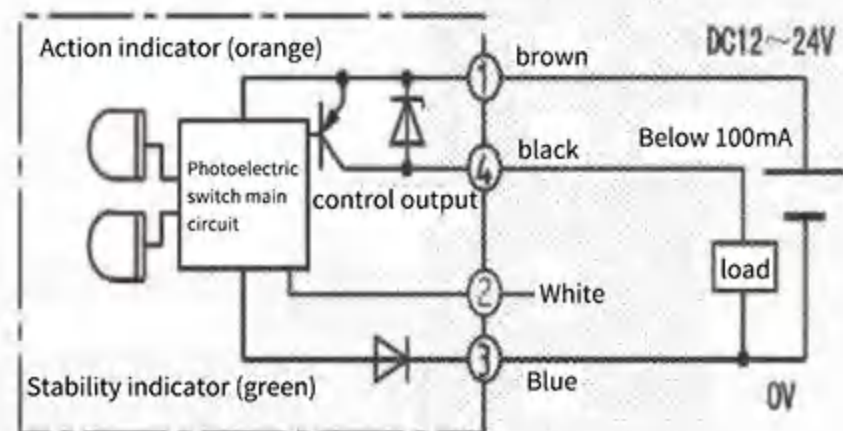 Action indicator (orange)
DC12～24V
① brown
Below 100mA
Photoelectric
switch main
circuit
④ black
control output
load
② White
③ Blue
Stability indicator (green)
0V